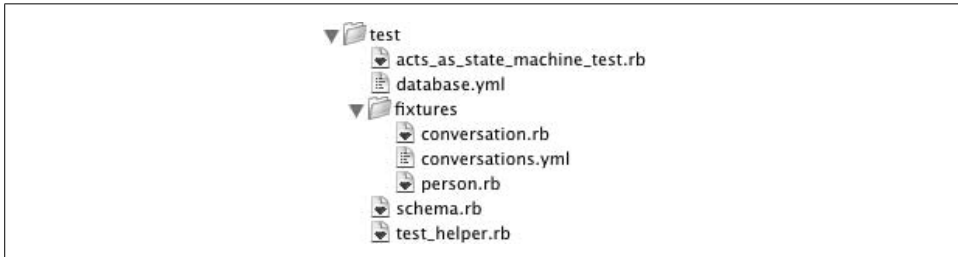 test
acts_as_state_machine_test.rb
database.yml
fixtures
conversation.rb
conversations.yml
person.rb
schema.rb
test_helper.rb